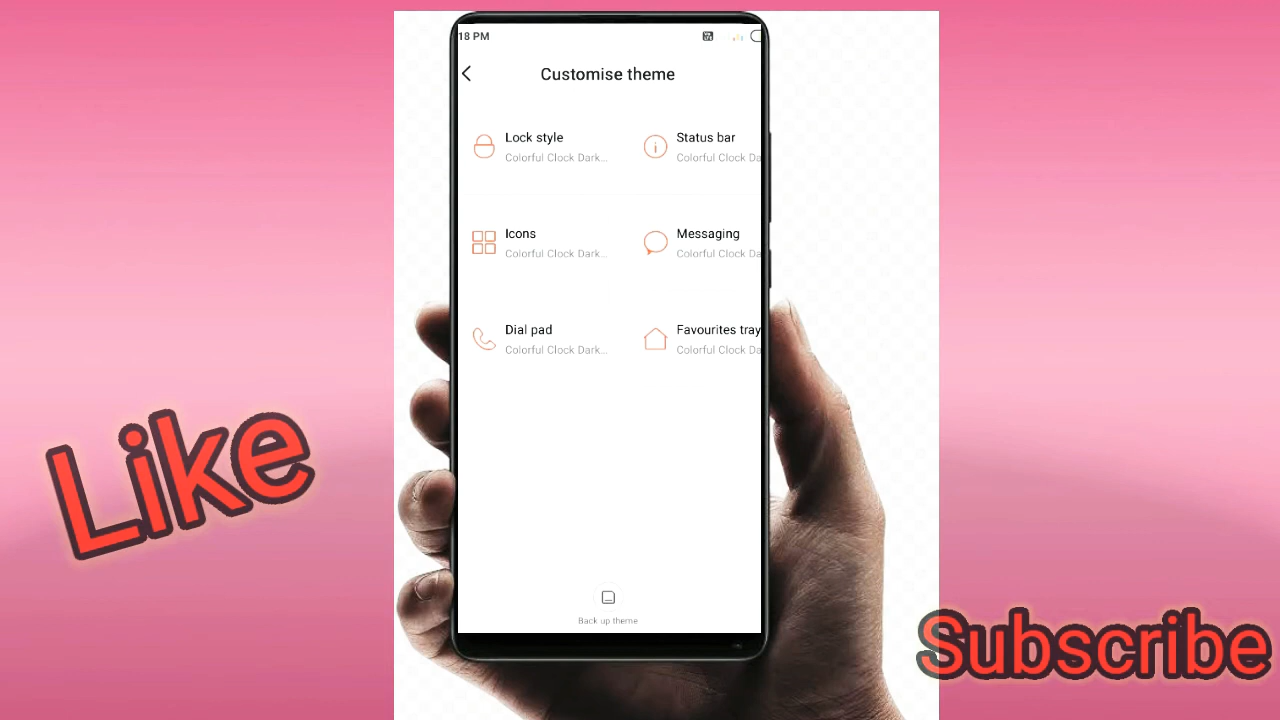 18 PM
Customise theme
Lock style
Colorful Clock Dark...
Status bar
Colorful Clock Da
Icons
Colorful Clock Dark...
Messaging
Colorful Clock Da
Dial pad
Colorful Clock Dark...
Favourites tray
Colorful Clock Da
Back up theme
Like
Subscribe